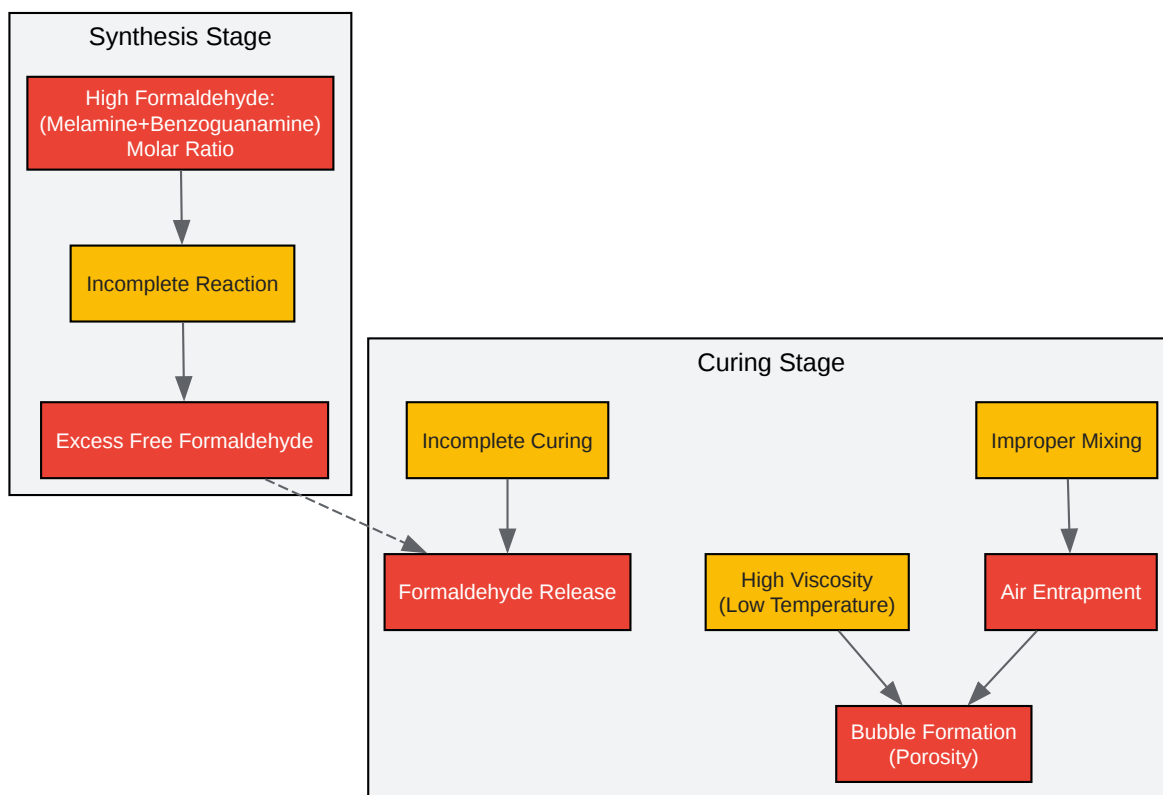 Synthesis Stage
High Formaldehyde:
(Melamine+Benzoguanamine)
Molar Ratio
Incomplete Reaction
Excess Free Formaldehyde
Curing Stage
Incomplete Curing
Improper Mixing
Formaldehyde Release
High Viscosity
(Low Temperature)
Air Entrapment
Bubble Formation
(Porosity)